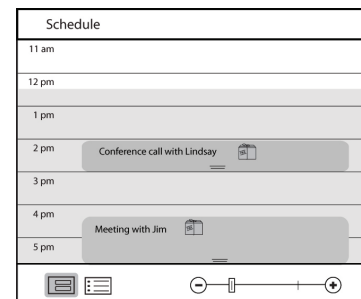 Schedule
11 am
12 pm
1 pm
2 pm
Conference call with Lindsay
3 pm
4 pm
Meeting with Jim
5 pm